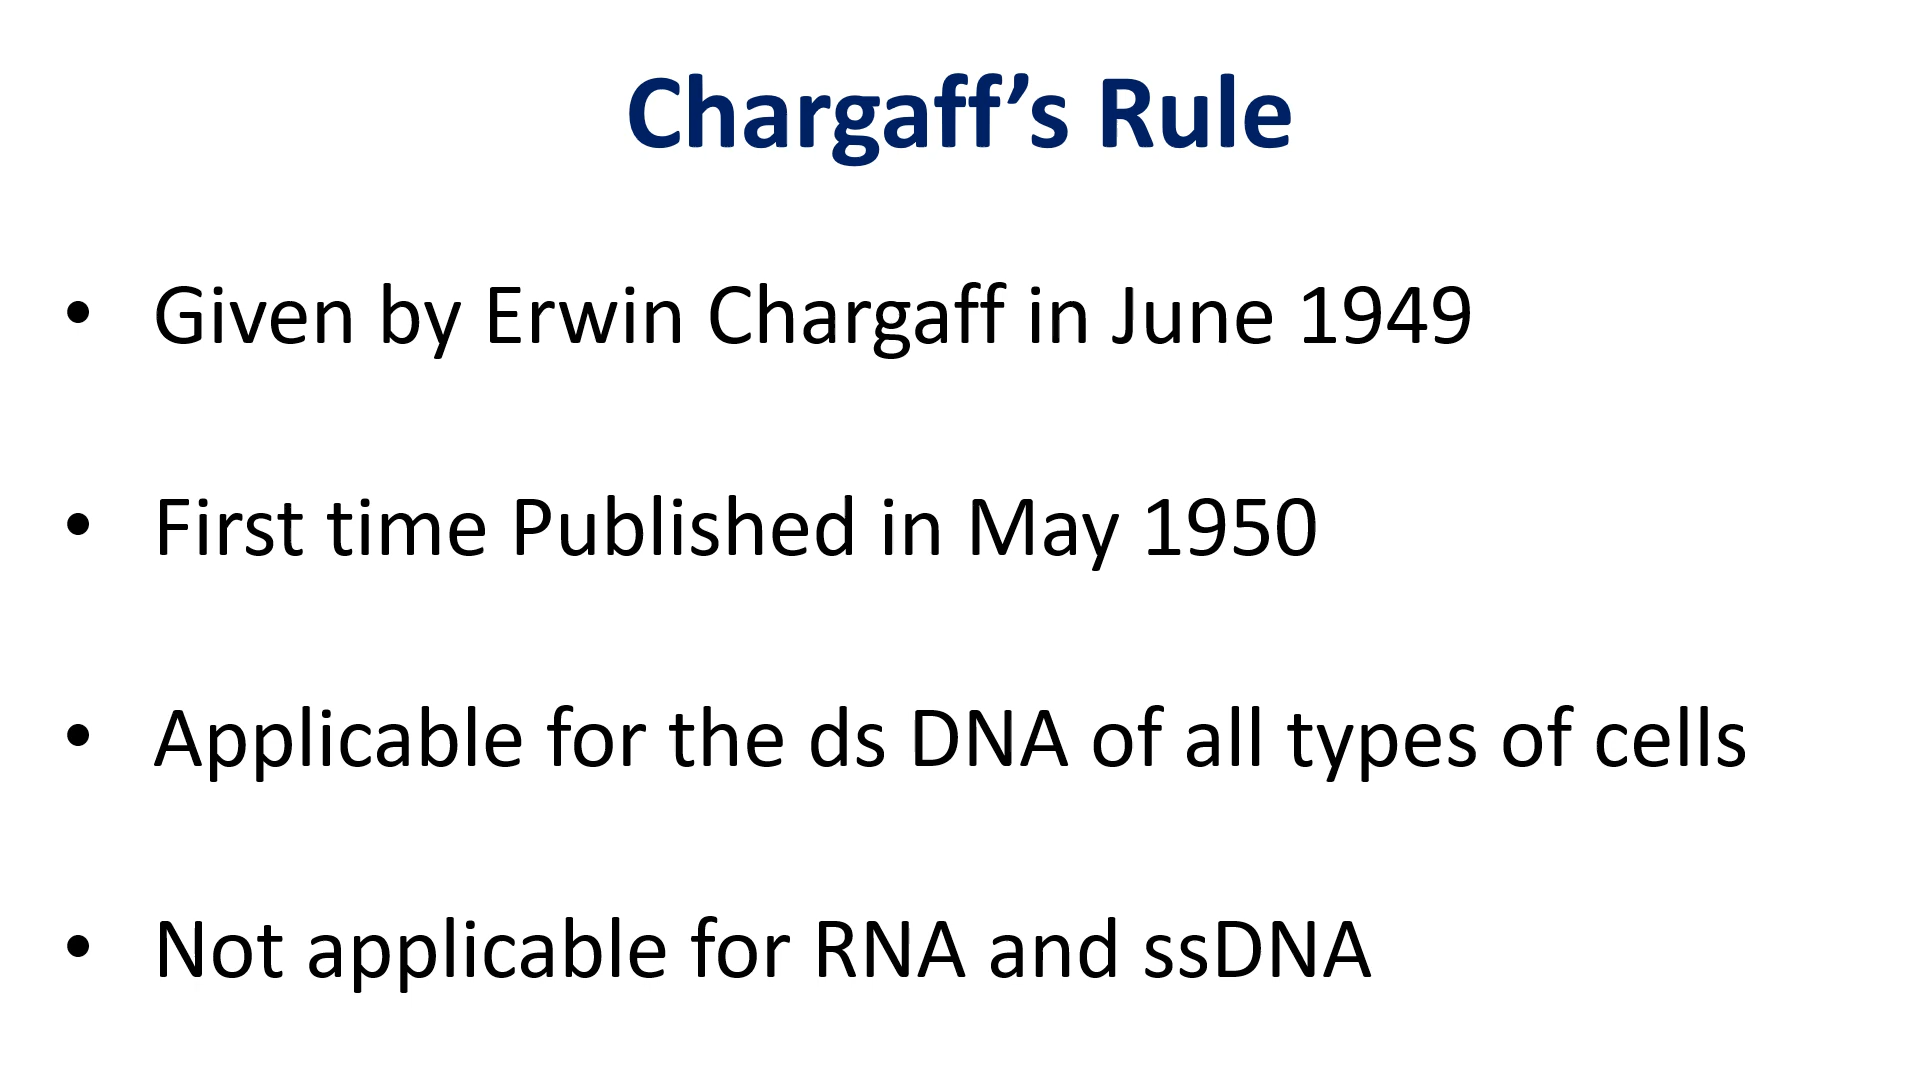 Chargaff’s Rule
• Given by Erwin Chargaff in June 1949
• First time Published in May 1950
• Applicable for the ds DNA of all types of cells
• Not applicable for RNA and ssDNA